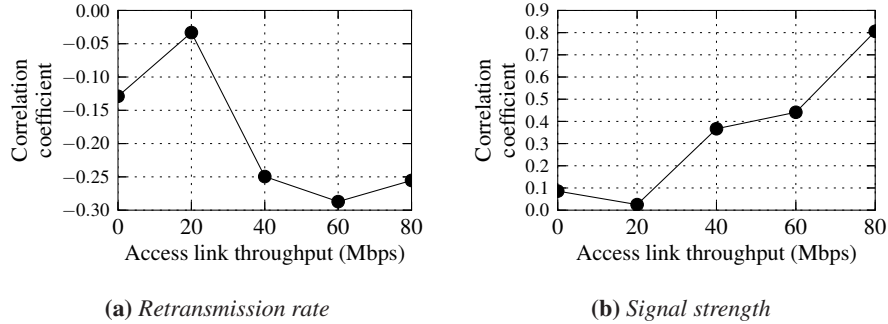 0.00
−0.05
−0.10
−0.15
−0.20
−0.25
−0.30
Correlation
coefficient
0 20 40 60 80
Access link throughput (Mbps)
(a) Retransmission rate
0.9
0.8
0.7
0.6
0.5
0.4
0.3
0.2
0.1
0.0
Correlation
coefficient
0 20 40 60 80
Access link throughput (Mbps)
(b) Signal strength